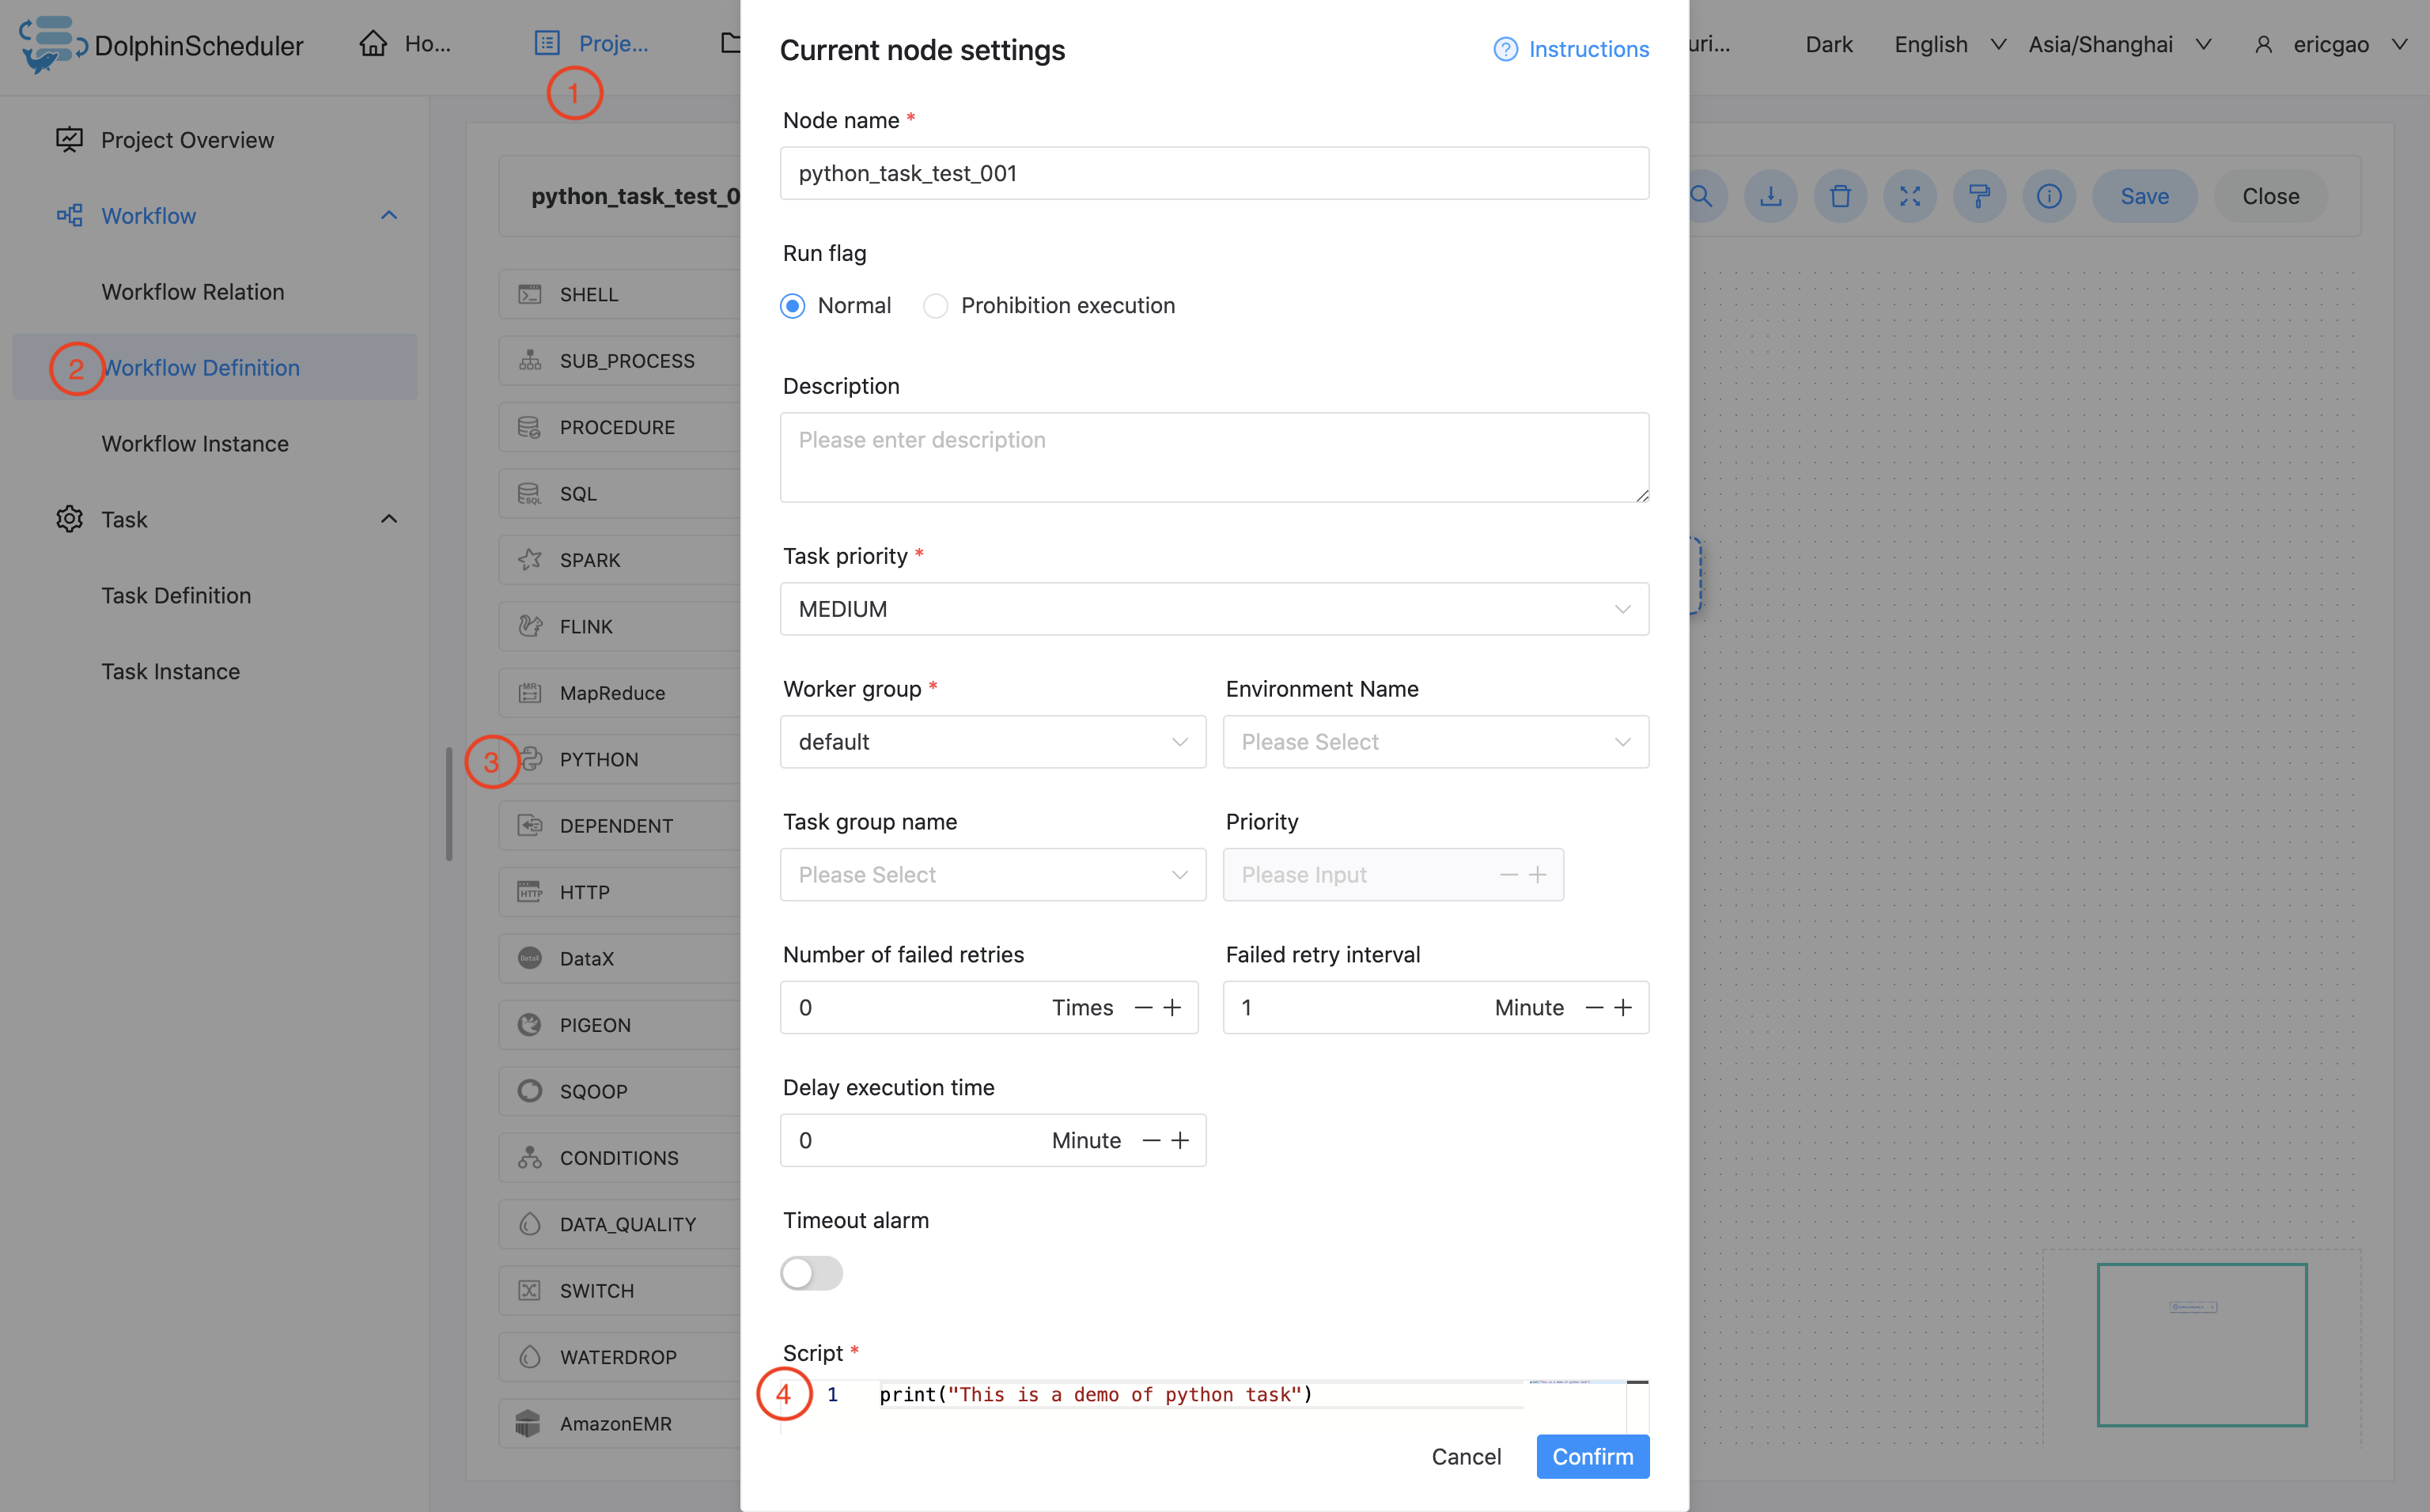 DolphinScheduler
Ho...
Proje...
uri...
Dark
English
Asia/Shanghai
ericgao
1
Project Overview
Workflow
Workflow Relation
2
Workflow Definition
Workflow Instance
Task
Task Definition
Task Instance
python_task_test_0
Save
Close
SHELL
SUB_PROCESS
PROCEDURE
SQL
SPARK
FLINK
MapReduce
3
PYTHON
DEPENDENT
HTTP
DataX
PIGEON
SQOOP
CONDITIONS
DATA_QUALITY
SWITCH
WATERDROP
AmazonEMR
Current node settings
Instructions
Node name *
python_task_test_001
Run flag
Normal
Prohibition execution
Description
Please enter description
Task priority *
MEDIUM
Worker group *
Environment Name
default
Please Select
Task group name
Priority
Please Select
Please Input
Number of failed retries
Failed retry interval
0 Times
1 Minute
Delay execution time
0 Minute
Timeout alarm
Script *
4
1 print("This is a demo of python task")
Cancel
Confirm